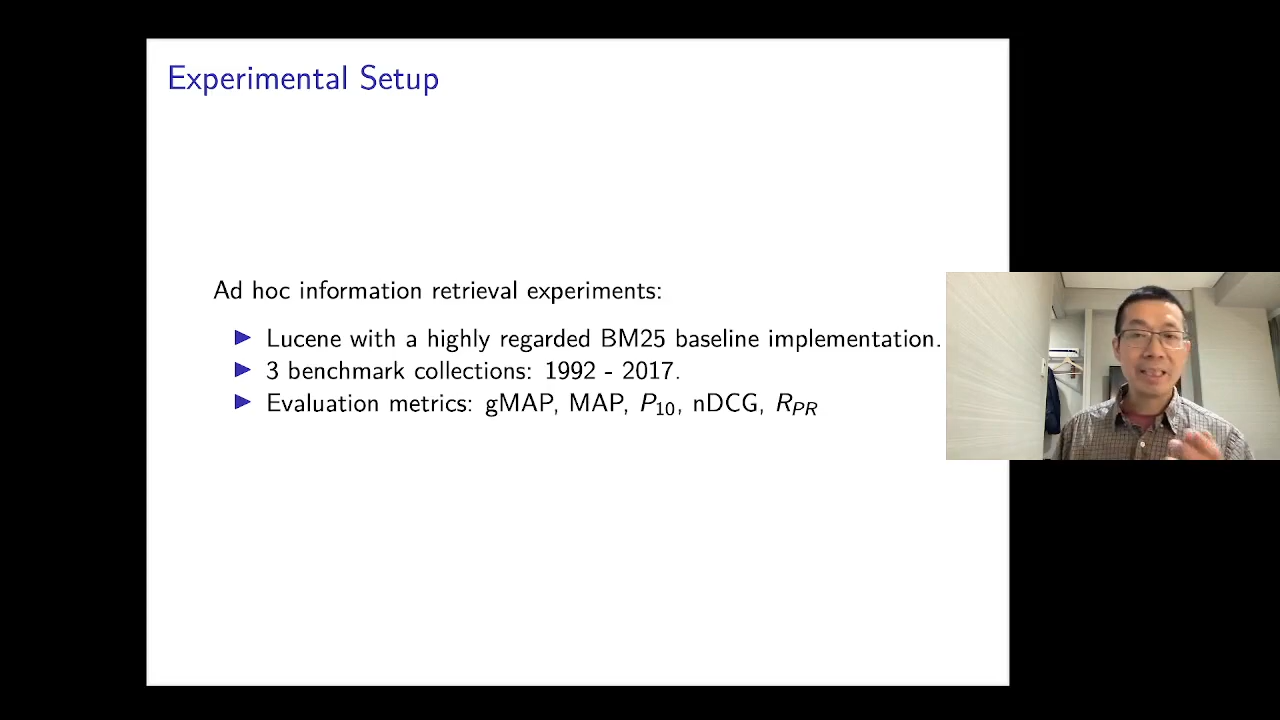 Experimental Setup
Ad hoc information retrieval experiments:
▶ Lucene with a highly regarded BM25 baseline implementation.
▶ 3 benchmark collections: 1992 - 2017.
▶ Evaluation metrics: gMAP, MAP, P10, nDCG, RPR